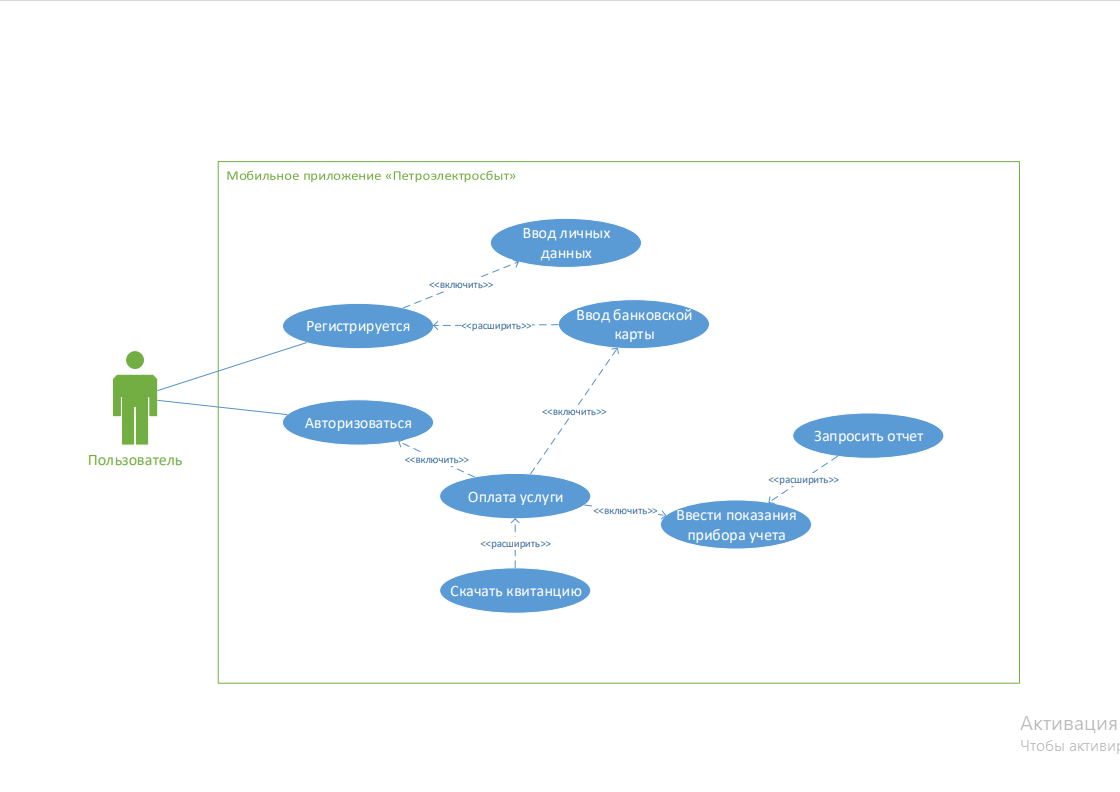 Мобильное приложение «Петроэлектросбыт»
Ввод личных
данных
<<включить>>
Регистрируется
<<расширить>>
Ввод банковской
карты
<<включить>>
Авторизоваться
<<включить>>
Запросить отчет
Пользователь
<<расширить>>
Оплата услуги
<<включить>>
Ввести показания
прибора учета
<<расширить>>
Скачать квитанцию
Активация
Чтобы